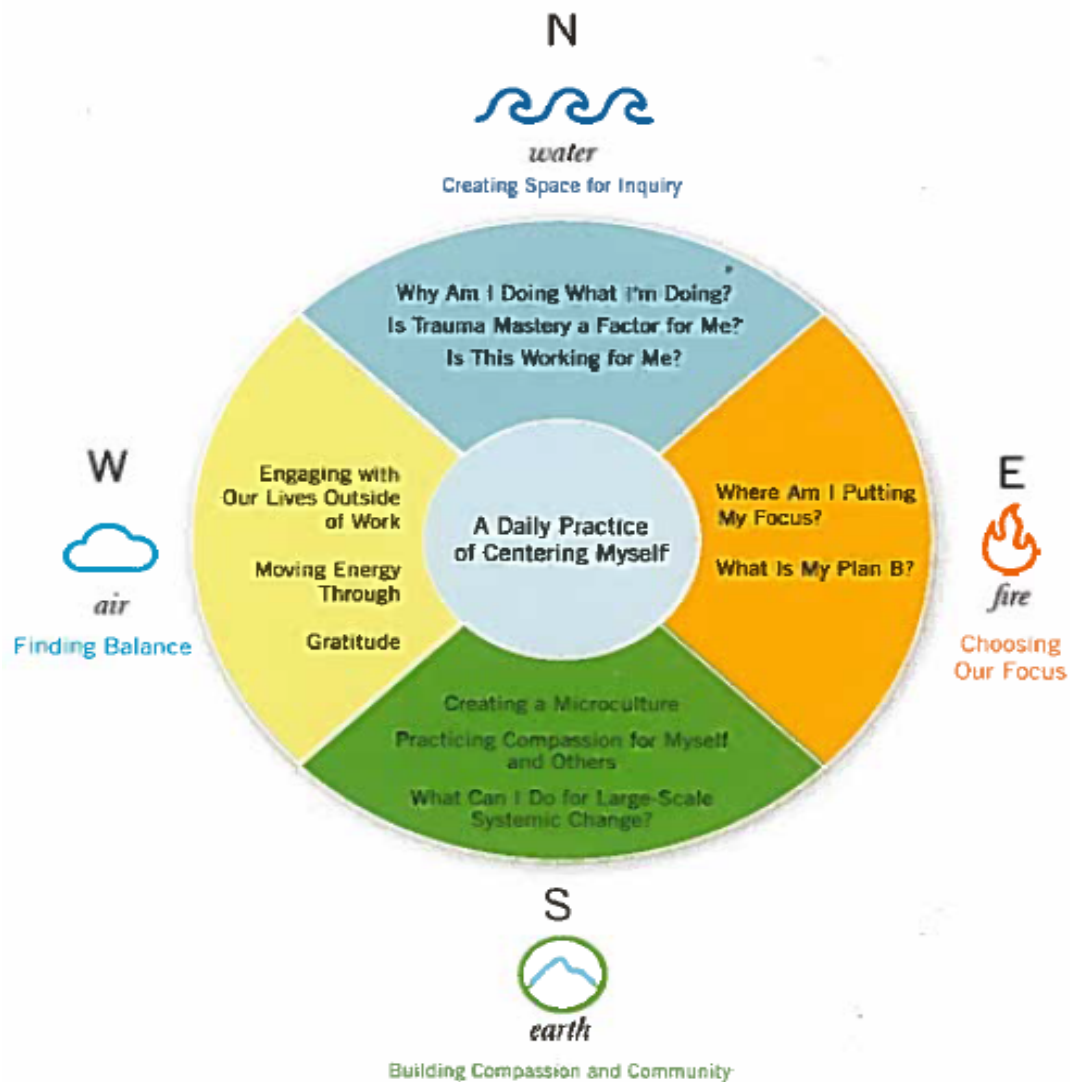 N
water
Creating Space for Inquiry
Why Am I Doing What I'm Doing?
Is Trauma Mastery a Factor for Me?
Is This Working for Me?
W
air
Finding Balance
Engaging with
Our Lives Outside
of Work
Moving Energy
Through
Gratitude
A Daily Practice
of Centering Myself
Where Am I Putting
My Focus?
What Is My Plan B?
E
fire
Choosing
Our Focus
Creating a Microculture
Practicing Compassion for Myself
and Others
What Can I Do for Large-Scale
Systemic Change?
S
earth
Building Compassion and Community